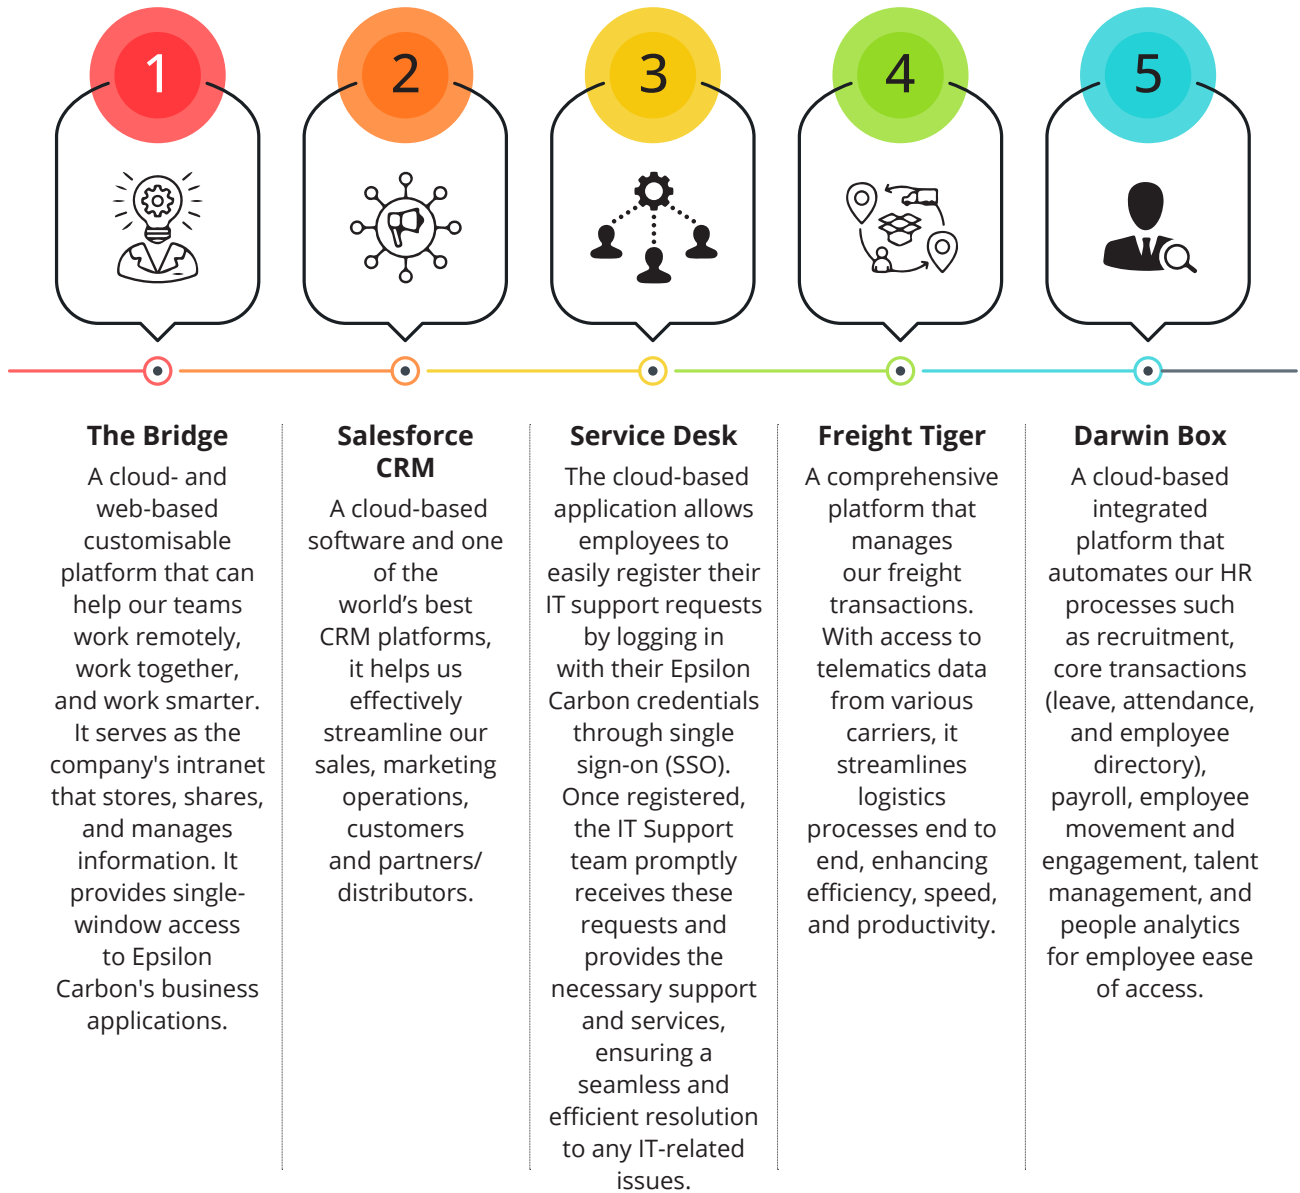 1
2
3
4
5
The Bridge
A cloud- and
web-based
customisable
platform that can
help our teams
work remotely,
work together,
and work smarter.
It serves as the
company's intranet
that stores, shares,
and manages
information. It
provides single-
window access
to Epsilon
Carbon's business
applications.
Salesforce
CRM
A cloud-based
software and one
of the
world’s best
CRM platforms,
it helps us
effectively
streamline our
sales, marketing
operations,
customers
and partners/
distributors.
Service Desk
The cloud-based
application allows
employees to
easily register their
IT support requests
by logging in
with their Epsilon
Carbon credentials
through single
sign-on (SSO).
Once registered,
the IT Support
team promptly
receives these
requests and
provides the
necessary support
and services,
ensuring a
seamless and
efficient resolution
to any IT-related
issues.
Freight Tiger
A comprehensive
platform that
manages
our freight
transactions.
With access to
telematics data
from various
carriers, it
streamlines
logistics
processes end to
end, enhancing
efficiency, speed,
and productivity.
Darwin Box
A cloud-based
integrated
platform that
automates our HR
processes such
as recruitment,
core transactions
(leave, attendance,
and employee
directory),
payroll, employee
movement and
engagement, talent
management, and
people analytics
for employee ease
of access.